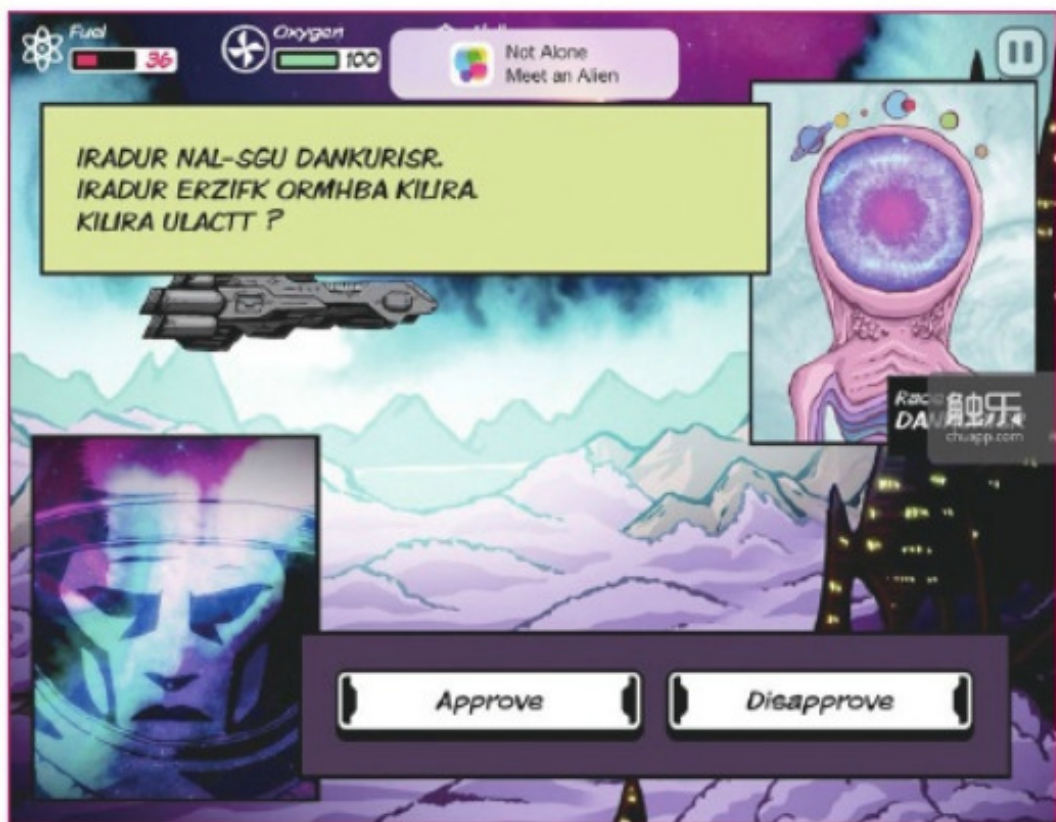 Fuel
36
Oxygen
100
Not Alone
Meet an Alien
IRADUR NAL-SGU DANKURISR.
IRADUR ERZIFK ORMHBA KILIRA.
KILIRA ULACTT ?
Race
触乐
chuapp.com
Approve
Disapprove